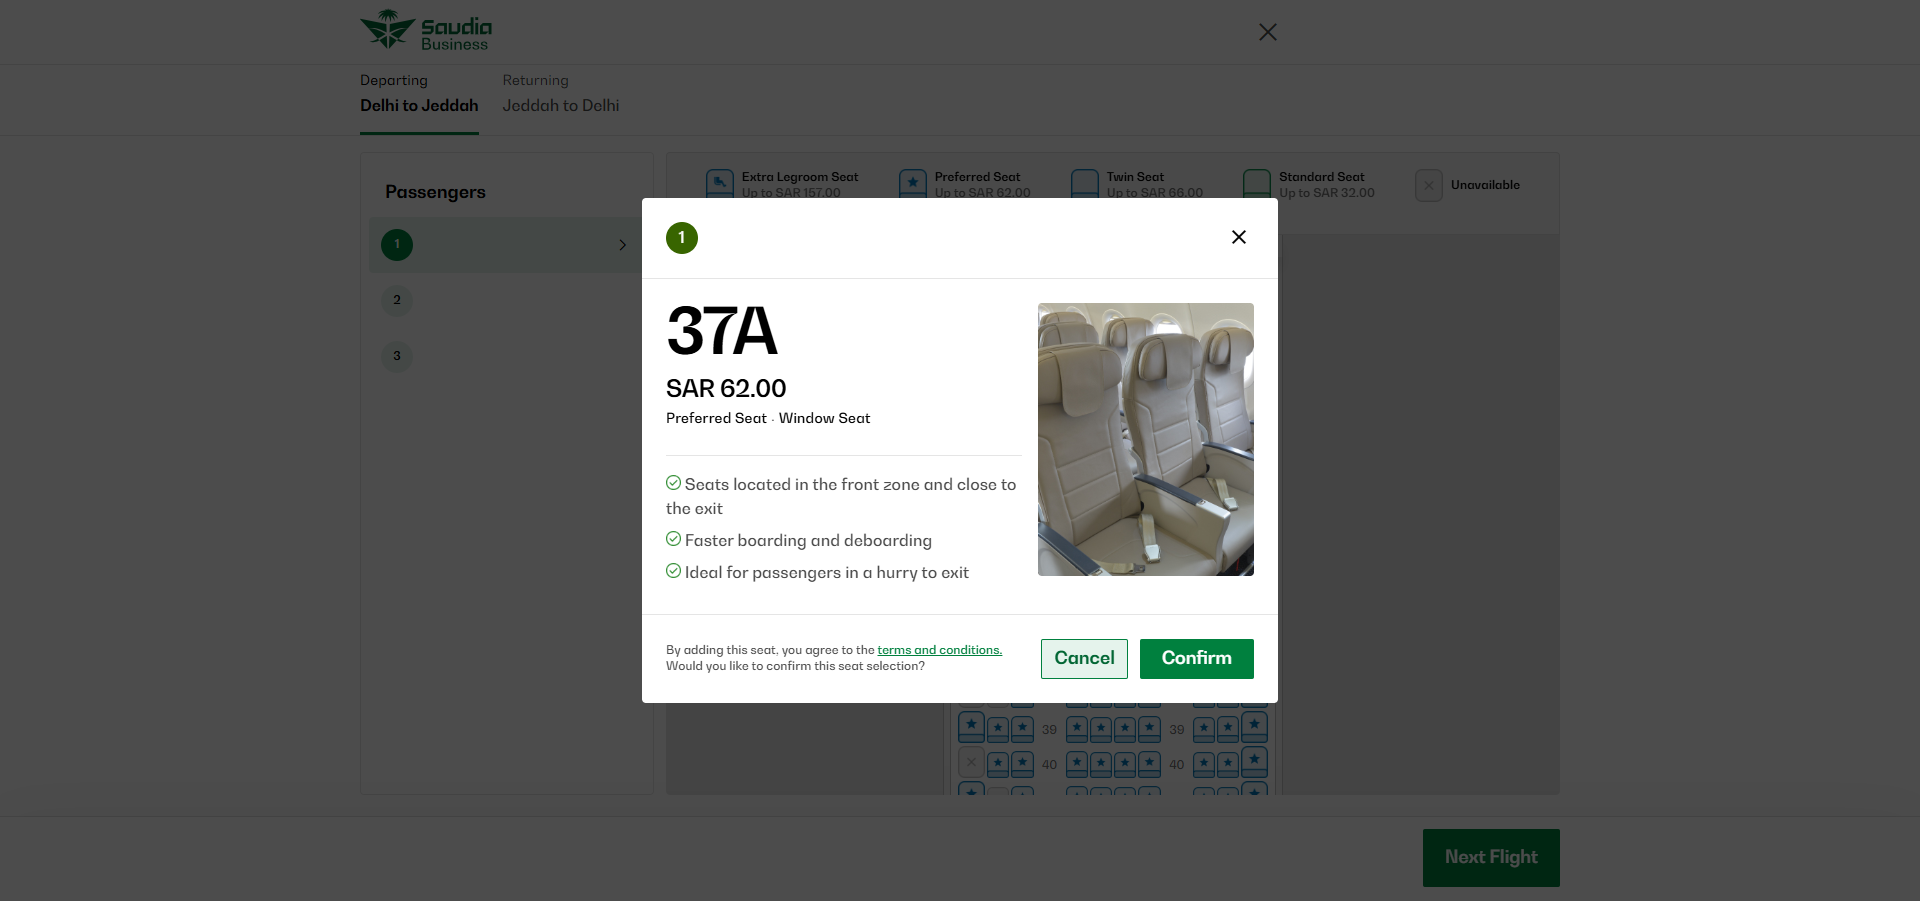 Saudia
Business
Departing
Delhi to Jeddah
Returning
Jeddah to Delhi
Passengers
1
2
3
Extra Legroom Seat
Up to SAR 157.00
Preferred Seat
Up to SAR 62.00
Twin Seat
Up to SAR 66.00
Standard Seat
Up to SAR 32.00
Unavailable
1
37A
SAR 62.00
Preferred Seat · Window Seat
Seats located in the front zone and close to
the exit
Faster boarding and deboarding
Ideal for passengers in a hurry to exit
By adding this seat, you agree to the terms and conditions.
Would you like to confirm this seat selection?
Cancel
Confirm
39 39
40 40
Next Flight